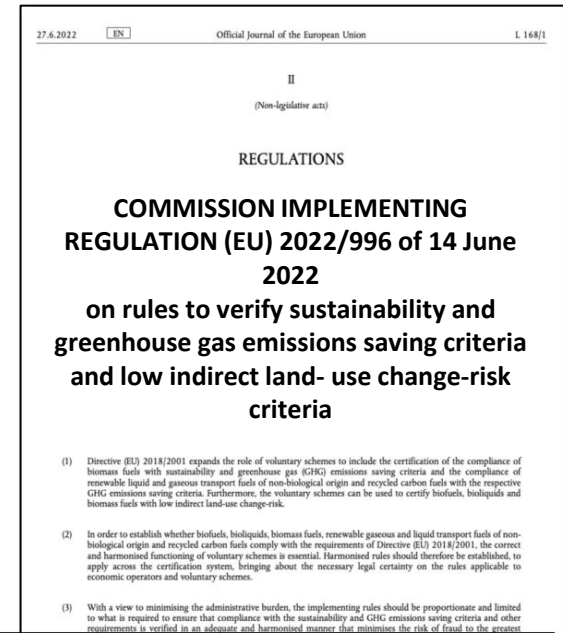 27.6.2022 EN Official Journal of the European Union L 168/1
II
(Non-legislative acts)
REGULATIONS
COMMISSION IMPLEMENTING
REGULATION (EU) 2022/996 of 14 June
2022
on rules to verify sustainability and
greenhouse gas emissions saving criteria
and low indirect land- use change-risk
criteria
(1) Directive (EU) 2018/2001 expands the role of voluntary schemes to include the certification of the compliance of
biomass fuels with sustainability and greenhouse gas (GHG) emissions saving criteria and the compliance of
renewable liquid and gaseous transport fuels of non-biological origin and recycled carbon fuels with the respective
GHG emissions saving criteria. Furthermore, the voluntary schemes can be used to certify biofuels, bioliquids and
biomass fuels with low indirect land-use change-risk.
(2) In order to establish whether biofuels, bioliquids, biomass fuels, renewable gaseous and liquid transport fuels of non-
biological origin and recycled carbon fuels comply with the requirements of Directive (EU) 2018/2001, the correct
and harmonised functioning of voluntary schemes is essential. Harmonised rules should therefore be established, to
apply across the certification system, bringing about the necessary legal certainty on the rules applicable to
economic operators and voluntary schemes.
(3) With a view to minimising the administrative burden, the implementing rules should be proportionate and limited
to what is required to ensure that compliance with the sustainability and GHG emissions saving criteria and other
requirements is verified in an adequate and harmonised manner that minimises the risk of fraud to the greatest